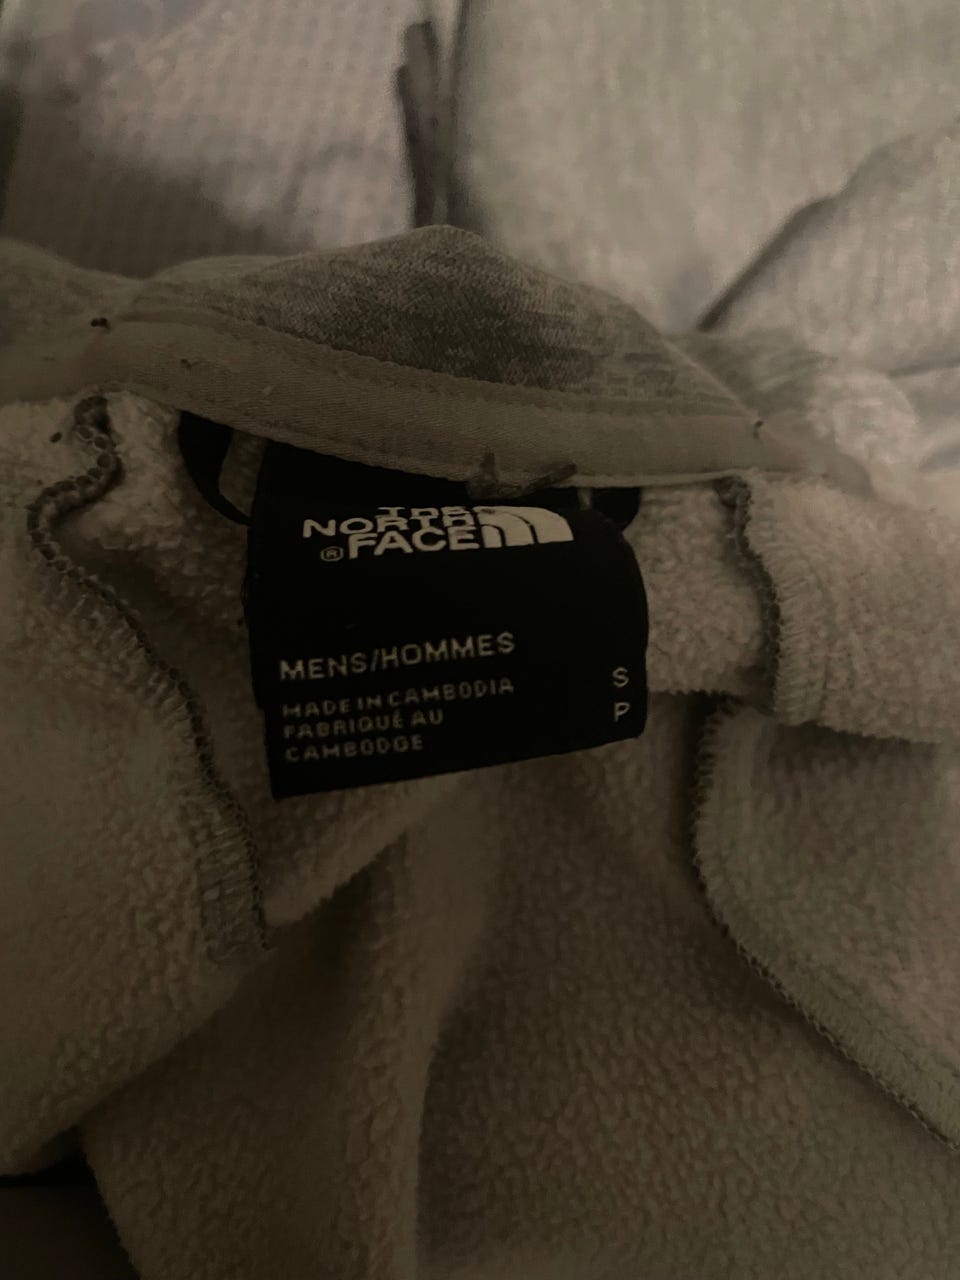 THE
NORTH
FACE
®
MENS/HOMMES
MADE IN CAMBODIA
FABRIQUÉ AU
CAMBODGE
S
P